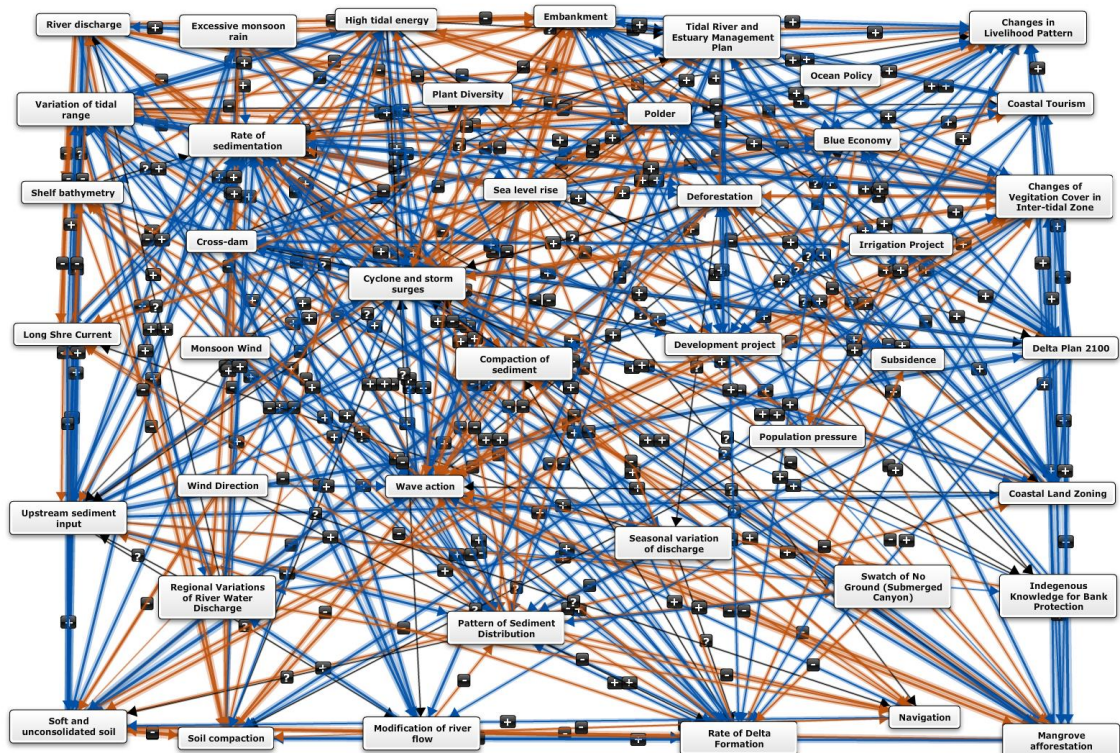 River discharge
Excessive monsoon
rain
High tidal energy
Embankment
Tidal River and
Estuary Management
Plan
Changes in
Livelihood Pattern
Ocean Policy
Plant Diversity
Variation of tidal
range
Coastal Tourism
Polder
Rate of
sedimentation
Blue Economy
Shelf bathymetry
Sea level rise
Deforestation
Changes of
Vegitation Cover in
Inter-tidal Zone
Cross-dam
Irrigation Project
Cyclone and storm
surges
Long Shre Current
Monsoon Wind
Compaction of
sediment
Development project
Subsidence
Delta Plan 2100
Population pressure
Wind Direction
Wave action
Coastal Land Zoning
Upstream sediment
input
Seasonal variation
of discharge
Regional Variations
of River Water
Discharge
Swatch of No
Ground (Submerged
Canyon)
Indegenous
Knowledge for Bank
Protection
Pattern of Sediment
Distribution
Soft and
unconsolidated soil
Soil compaction
Modification of river
flow
Rate of Delta
Formation
Navigation
Mangrove
afforestation